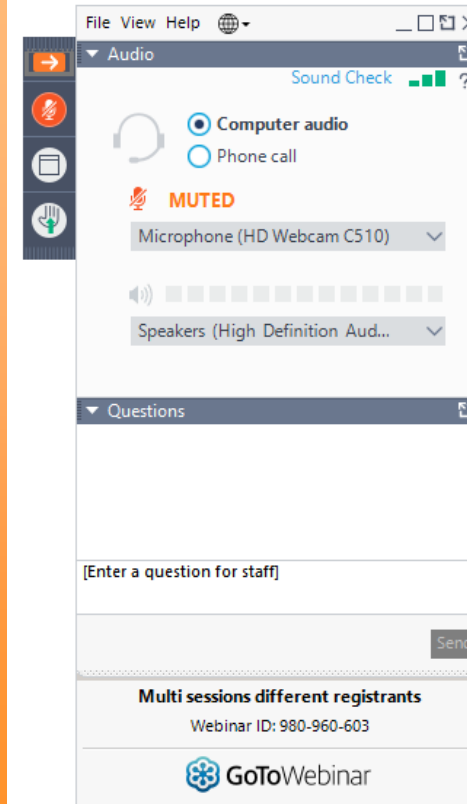 File View Help
Audio
Sound Check ?
Computer audio
Phone call
MUTED
Microphone (HD Webcam C510)
Speakers (High Definition Aud...
Questions
[Enter a question for staff]
Send
Multi sessions different registrants
Webinar ID: 980-960-603
GoToWebinar